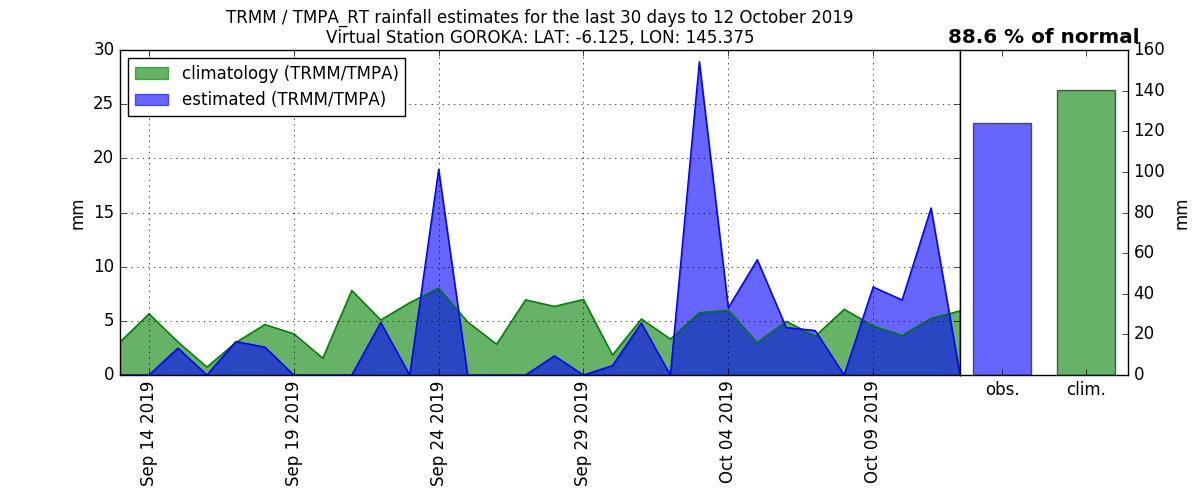 TRMM / TMPA_RT rainfall estimates for the last 30 days to 12 October 2019
Virtual Station GOROKA: LAT: -6.125, LON: 145.375
88.6 % of normal
climatology (TRMM/TMPA)
estimated (TRMM/TMPA)
30
25
20
15
10
5
0
mm
Sep 14 2019
Sep 19 2019
Sep 24 2019
Sep 29 2019
Oct 04 2019
Oct 09 2019
160
140
120
100
80
60
40
20
0
mm
obs.
clim.